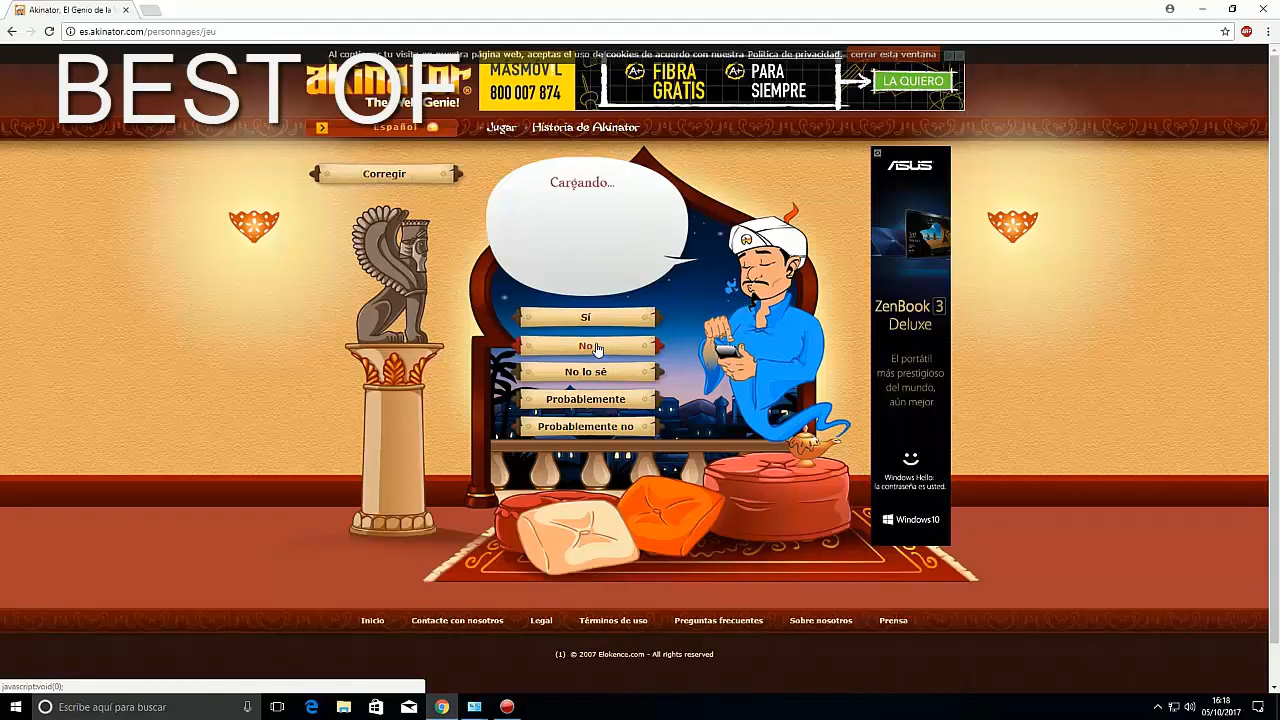 Akinator, El Genio de la
es.akinator.com/personnages/jeu
Al continuar tu visita en nuestra página web, aceptas el uso de cookies de acuerdo con nuestra Politica de privacidad. cerrar esta ventana
BEST OF
akinator
The Web Genie!
MÁSMÓVIL
800 007 874
A+ FIBRA GRATIS
A+ PARA SIEMPRE
LA QUIERO
Español
Jugar
Historia de Akinator
Corregir
Cargando...
Sí
No
No lo sé
Probablemente
Probablemente no
ASUS
ZenBook 3
Deluxe
El portátil
más prestigioso
del mundo,
aún mejor
Windows Hello:
la contraseña es usted.
Windows10
Inicio
Contacte con nosotros
Legal
Términos de uso
Preguntas frecuentes
Sobre nosotros
Prensa
(1) © 2007 Elokence.com - All rights reserved
javascript:void(0);
Escribe aquí para buscar
16:18
05/10/2017